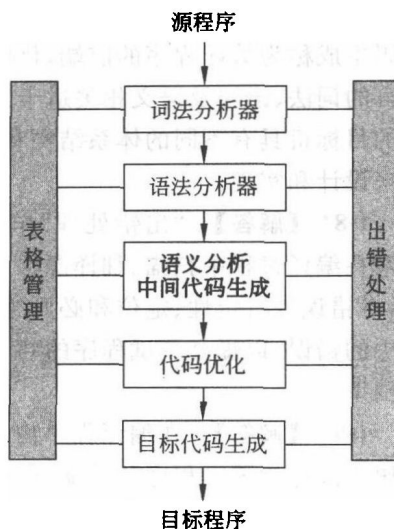 源程序
词法分析器
语法分析器
语义分析
中间代码生成
代码优化
目标代码生成
目标程序
表格管理
出错处理